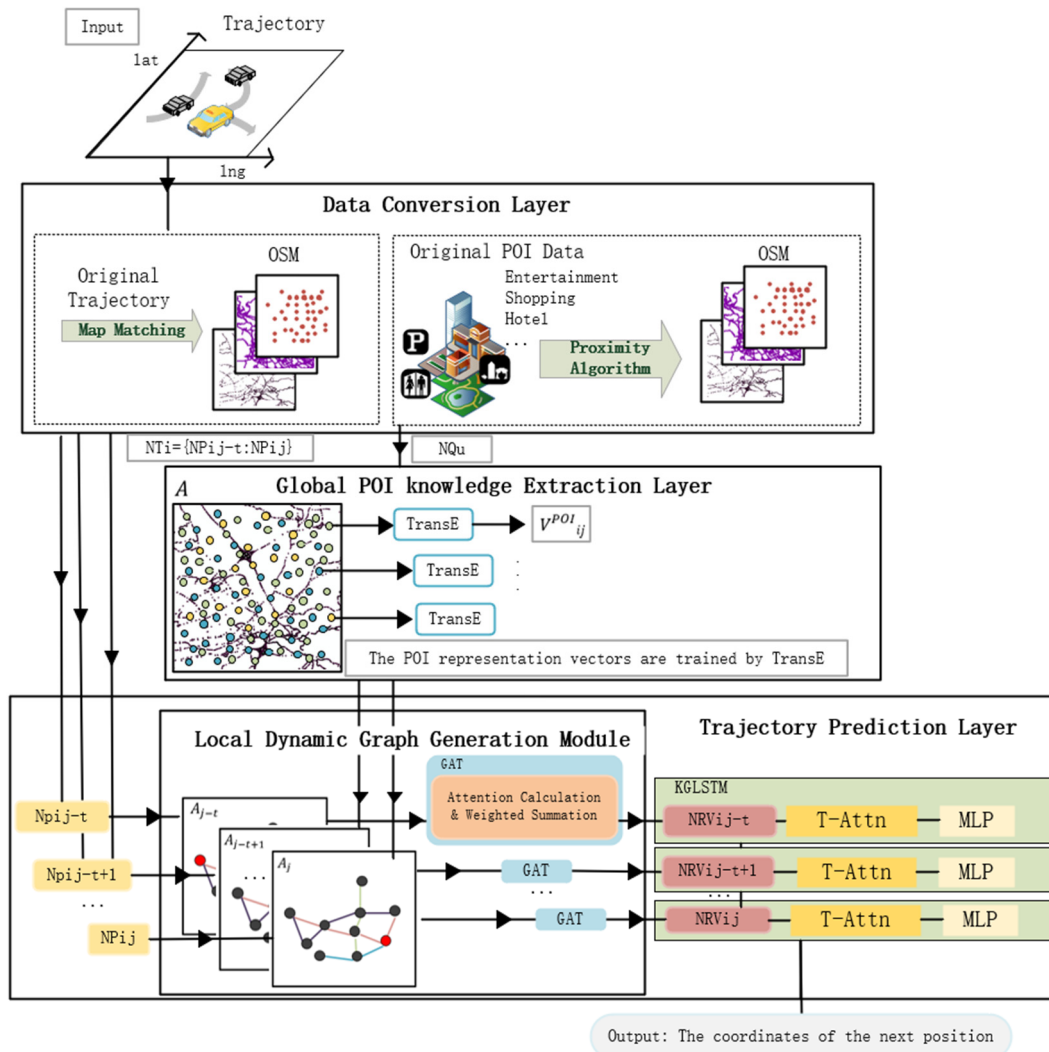 Input
Trajectory
lat
lng
Data Conversion Layer
Original
Trajectory
OSM
Map Matching
Original POI Data
Entertainment
Shopping
Hotel
...
P
OSM
Proximity
Algorithm
NTi={NPij-t:NPij}
NQu
A
Global POI knowledge Extraction Layer
TransE
V^{POI}_{ij}
TransE
TransE
The POI representation vectors are trained by TransE
Local Dynamic Graph Generation Module
Trajectory Prediction Layer
GAT
Attention Calculation
& Weighted Summation
KGLSTM
Npij-t
A_{j-t}
NRVij-t
T-Attn
MLP
A_{j-t+1}
Npij-t+1
...
A_j
GAT
NRVij-t+1
T-Attn
MLP
...
...
...
NPij
GAT
NRVij
T-Attn
MLP
Output: The coordinates of the next position